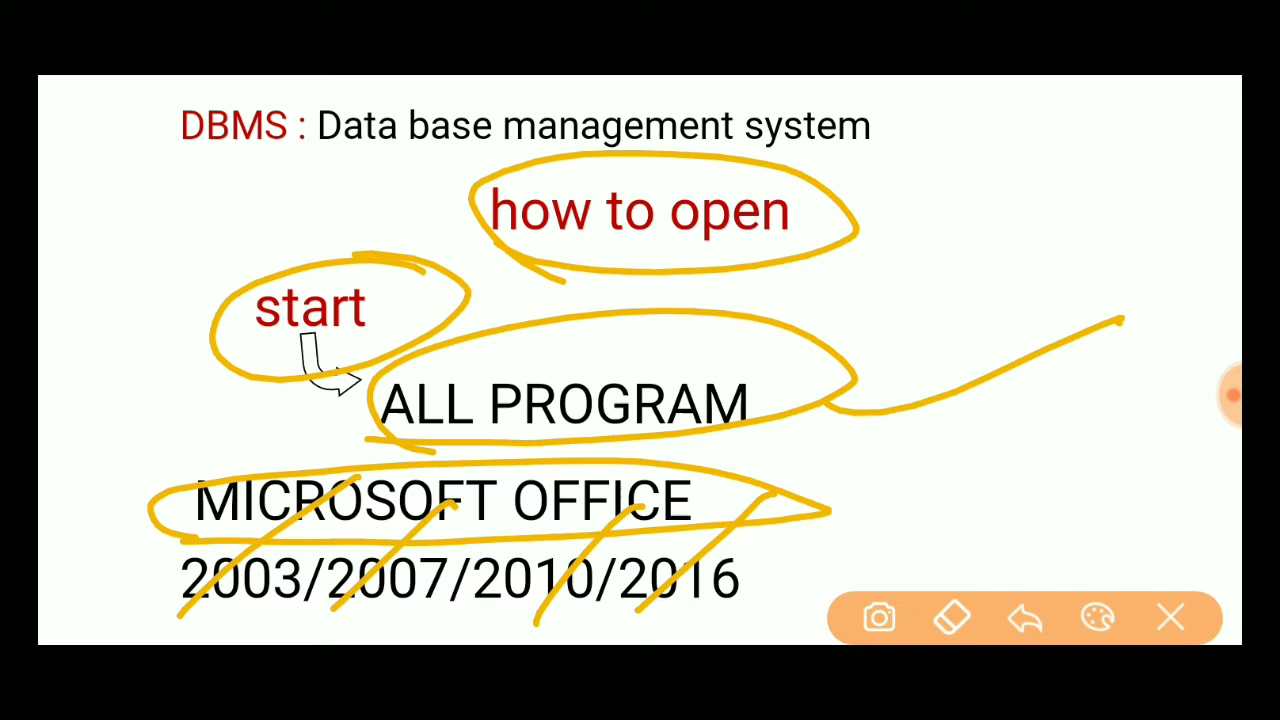 DBMS : Data base management system
how to open
start
ALL PROGRAM
MICROSOFT OFFICE
2003/2007/2010/2016